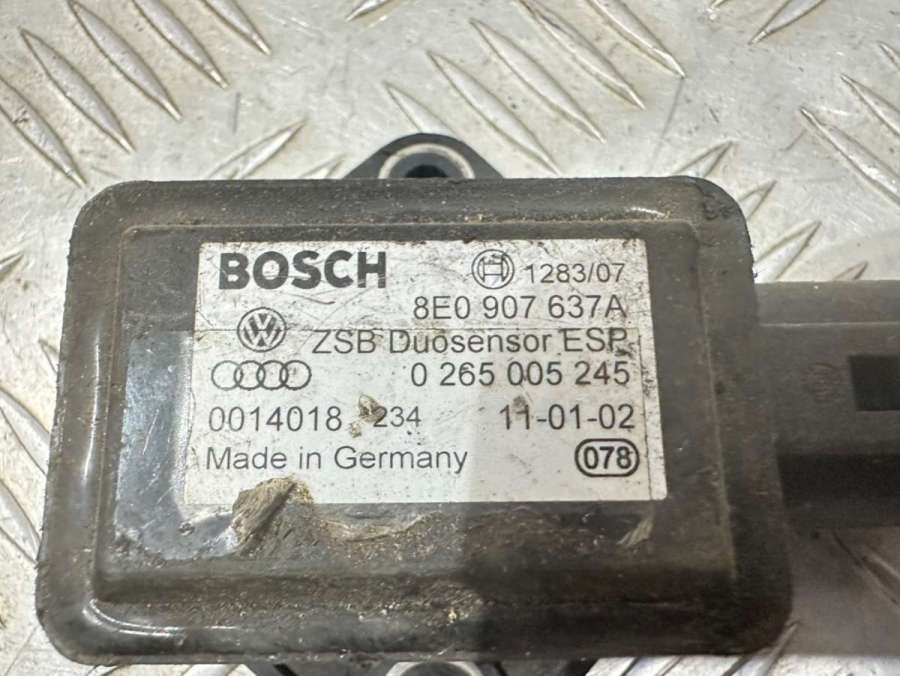 BOSCH 1283/07
8E0 907 637A
ZSB Duosensor ESP
0 265 005 245
0014018 234 11-01-02
Made in Germany 078